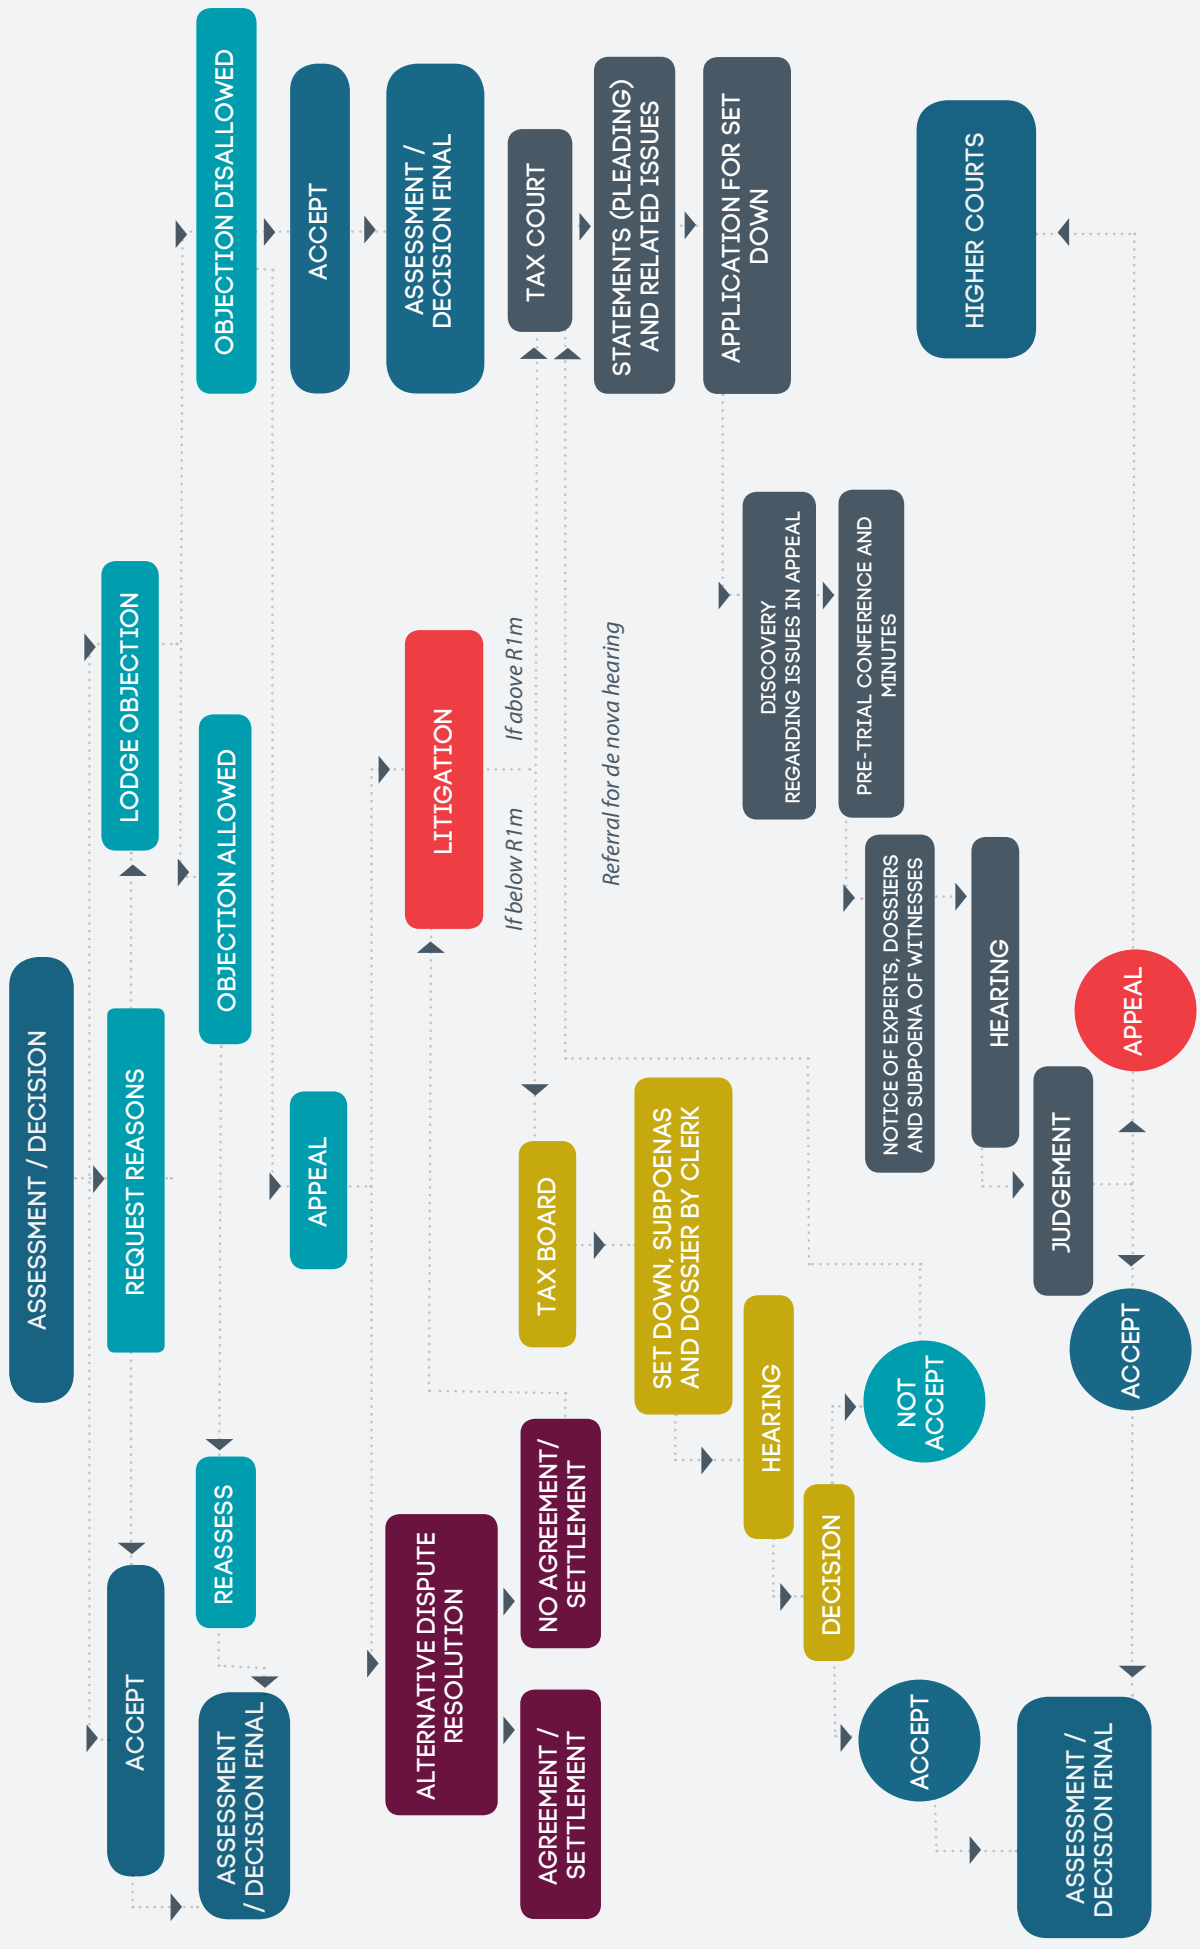 ASSESSMENT / DECISION
ACCEPT
REQUEST REASONS
LODGE OBJECTION
ASSESSMENT
/ DECISION FINAL
REASSESS
OBJECTION ALLOWED
OBJECTION DISALLOWED
APPEAL
ACCEPT
ALTERNATIVE DISPUTE
RESOLUTION
LITIGATION
ASSESSMENT /
DECISION FINAL
If below R1m
If above R1m
AGREEMENT /
SETTLEMENT
NO AGREEMENT/
SETTLEMENT
TAX BOARD
TAX COURT
Referral for de nova hearing
SET DOWN, SUBPOENAS
AND DOSSIER BY CLERK
STATEMENTS (PLEADING)
AND RELATED ISSUES
HEARING
APPLICATION FOR SET
DOWN
DISCOVERY
REGARDING ISSUES IN APPEAL
DECISION
PRE-TRIAL CONFERENCE AND
MINUTES
ACCEPT
NOT
ACCEPT
NOTICE OF EXPERTS, DOSSIERS
AND SUBPOENA OF WITNESSES
HEARING
HIGHER COURTS
JUDGEMENT
ASSESSMENT /
DECISION FINAL
ACCEPT
APPEAL